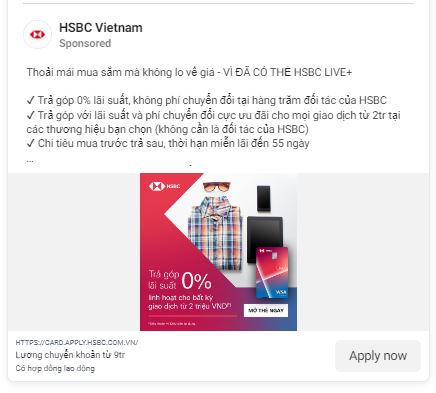 HSBC Vietnam
Sponsored
Thoải mái mua sắm mà không lo về giá - VÌ ĐÃ CÓ THẺ HSBC LIVE+
✓ Trả góp 0% lãi suất, không phí chuyển đổi tại hàng trăm đối tác của HSBC
✓ Trả góp với lãi suất và phí chuyển đổi cực ưu đãi cho mọi giao dịch từ 2tr tại
các thương hiệu bạn chọn (không cần là đối tác của HSBC)
✓ Chi tiêu mua trước trả sau, thời hạn miễn lãi đến 55 ngày
...
HSBC
Trả góp
lãi suất 0%
linh hoạt cho bất kỳ
giao dịch từ 2 triệu VND(*)
MỞ THẺ NGAY
VISA
HTTPS://CARD.APPLY.HSBC.COM.VN/
Lương chuyển khoản từ 9tr
Có hợp đồng lao động
Apply now